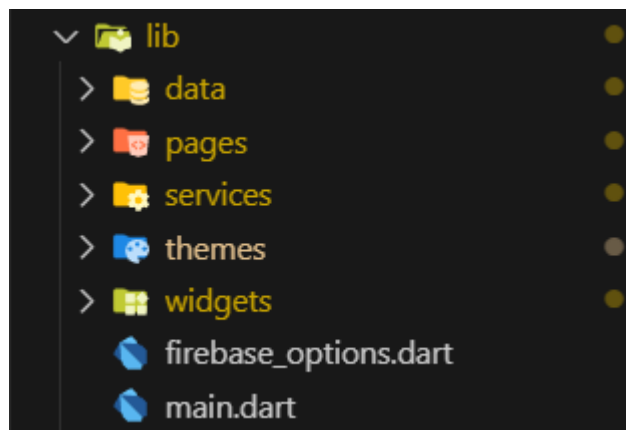 lib
data
pages
services
themes
widgets
firebase_options.dart
main.dart